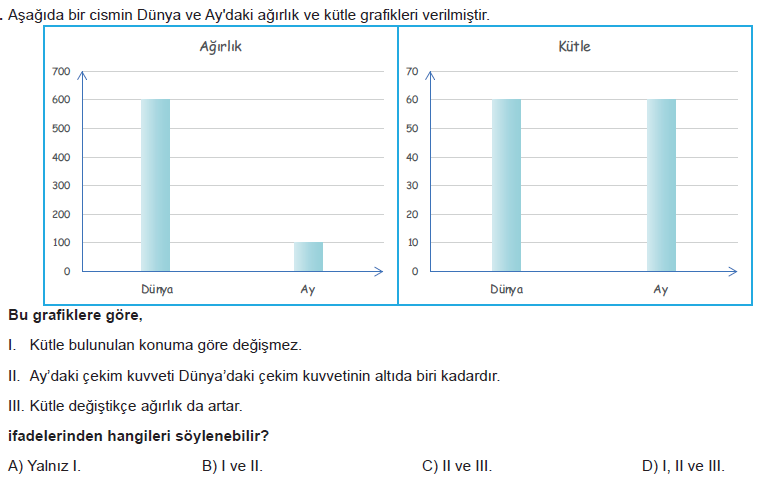 . Aşağıda bir cismin Dünya ve Ay'daki ağırlık ve kütle grafikleri verilmiştir.
Ağırlık
700
600
500
400
300
200
100
0
Dünya Ay
Kütle
70
60
50
40
30
20
10
0
Dünya Ay
Bu grafiklere göre,
I. Kütle bulunulan konuma göre değişmez.
II. Ay’daki çekim kuvveti Dünya’daki çekim kuvvetinin altıda biri kadardır.
III. Kütle değiştikçe ağırlık da artar.
ifadelerinden hangileri söylenebilir?
A) Yalnız I. B) I ve II. C) II ve III. D) I, II ve III.